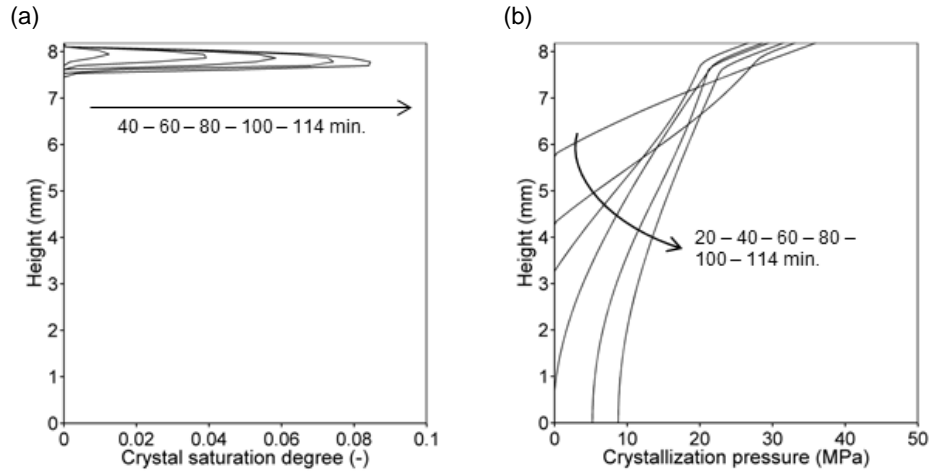 (a)
(b)
8
7
6
5
4
3
2
1
0
Height (mm)
40 – 60 – 80 – 100 – 114 min.
0 0.02 0.04 0.06 0.08 0.1
Crystal saturation degree (-)
8
7
6
5
4
3
2
1
0
Height (mm)
20 – 40 – 60 – 80 –
100 – 114 min.
0 10 20 30 40 50
Crystallization pressure (MPa)